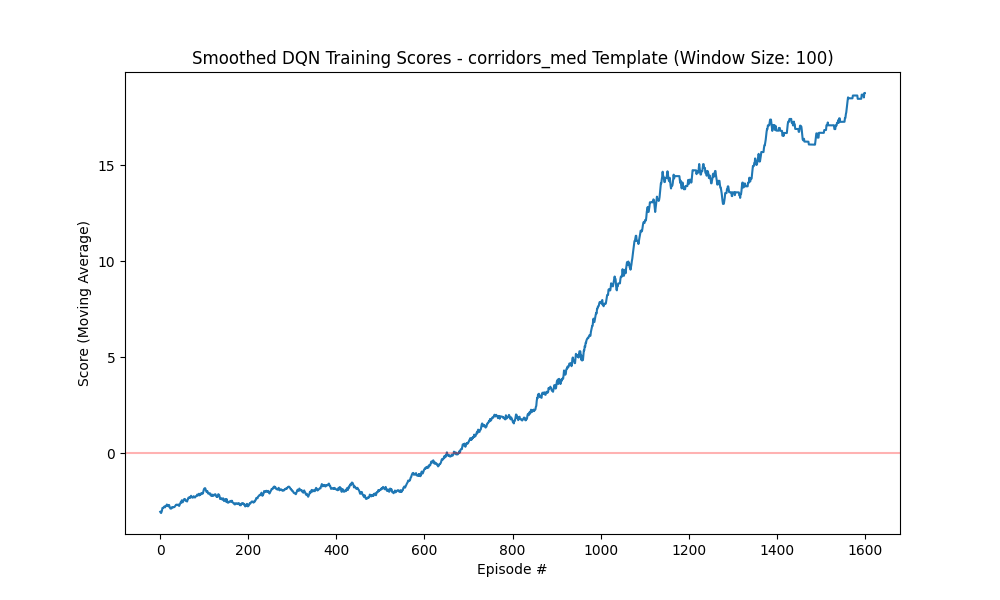 Smoothed DQN Training Scores - corridors_med Template (Window Size: 100)
Score (Moving Average)
15
10
5
0
0 200 400 600 800 1000 1200 1400 1600
Episode #